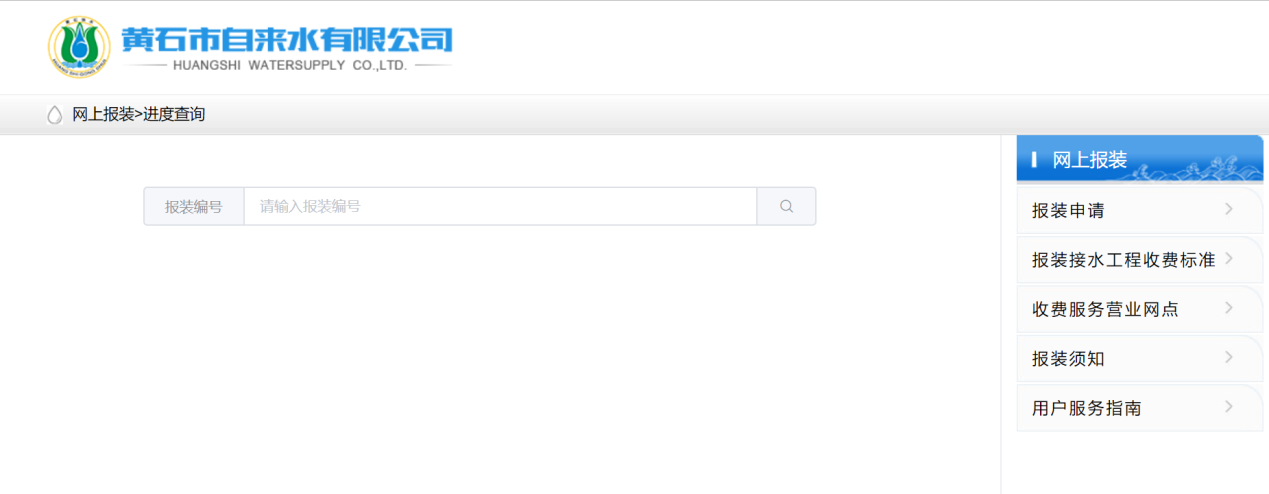 黄石市自来水有限公司
HUANGSHI WATERSUPPLY CO.,LTD.
网上报装>进度查询
报装编号
请输入报装编号
网上报装
报装申请
报装接水工程收费标准
收费服务营业网点
报装须知
用户服务指南